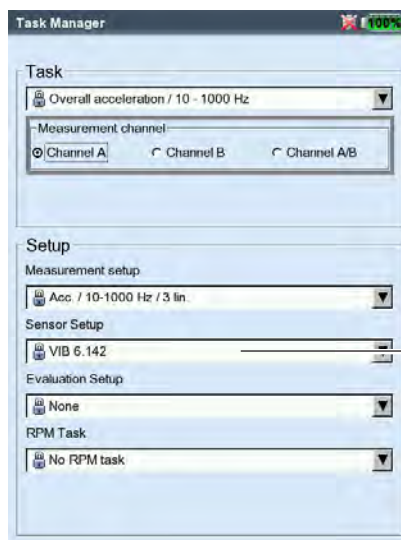 Task Manager
100%
Task
Overall acceleration / 10 - 1000 Hz
Measurement channel
Channel A Channel B Channel A/B
Setup
Measurement setup
Acc. / 10-1000 Hz / 3 lin.
Sensor Setup
VIB 6.142
Evaluation Setup
None
RPM Task
No RPM task